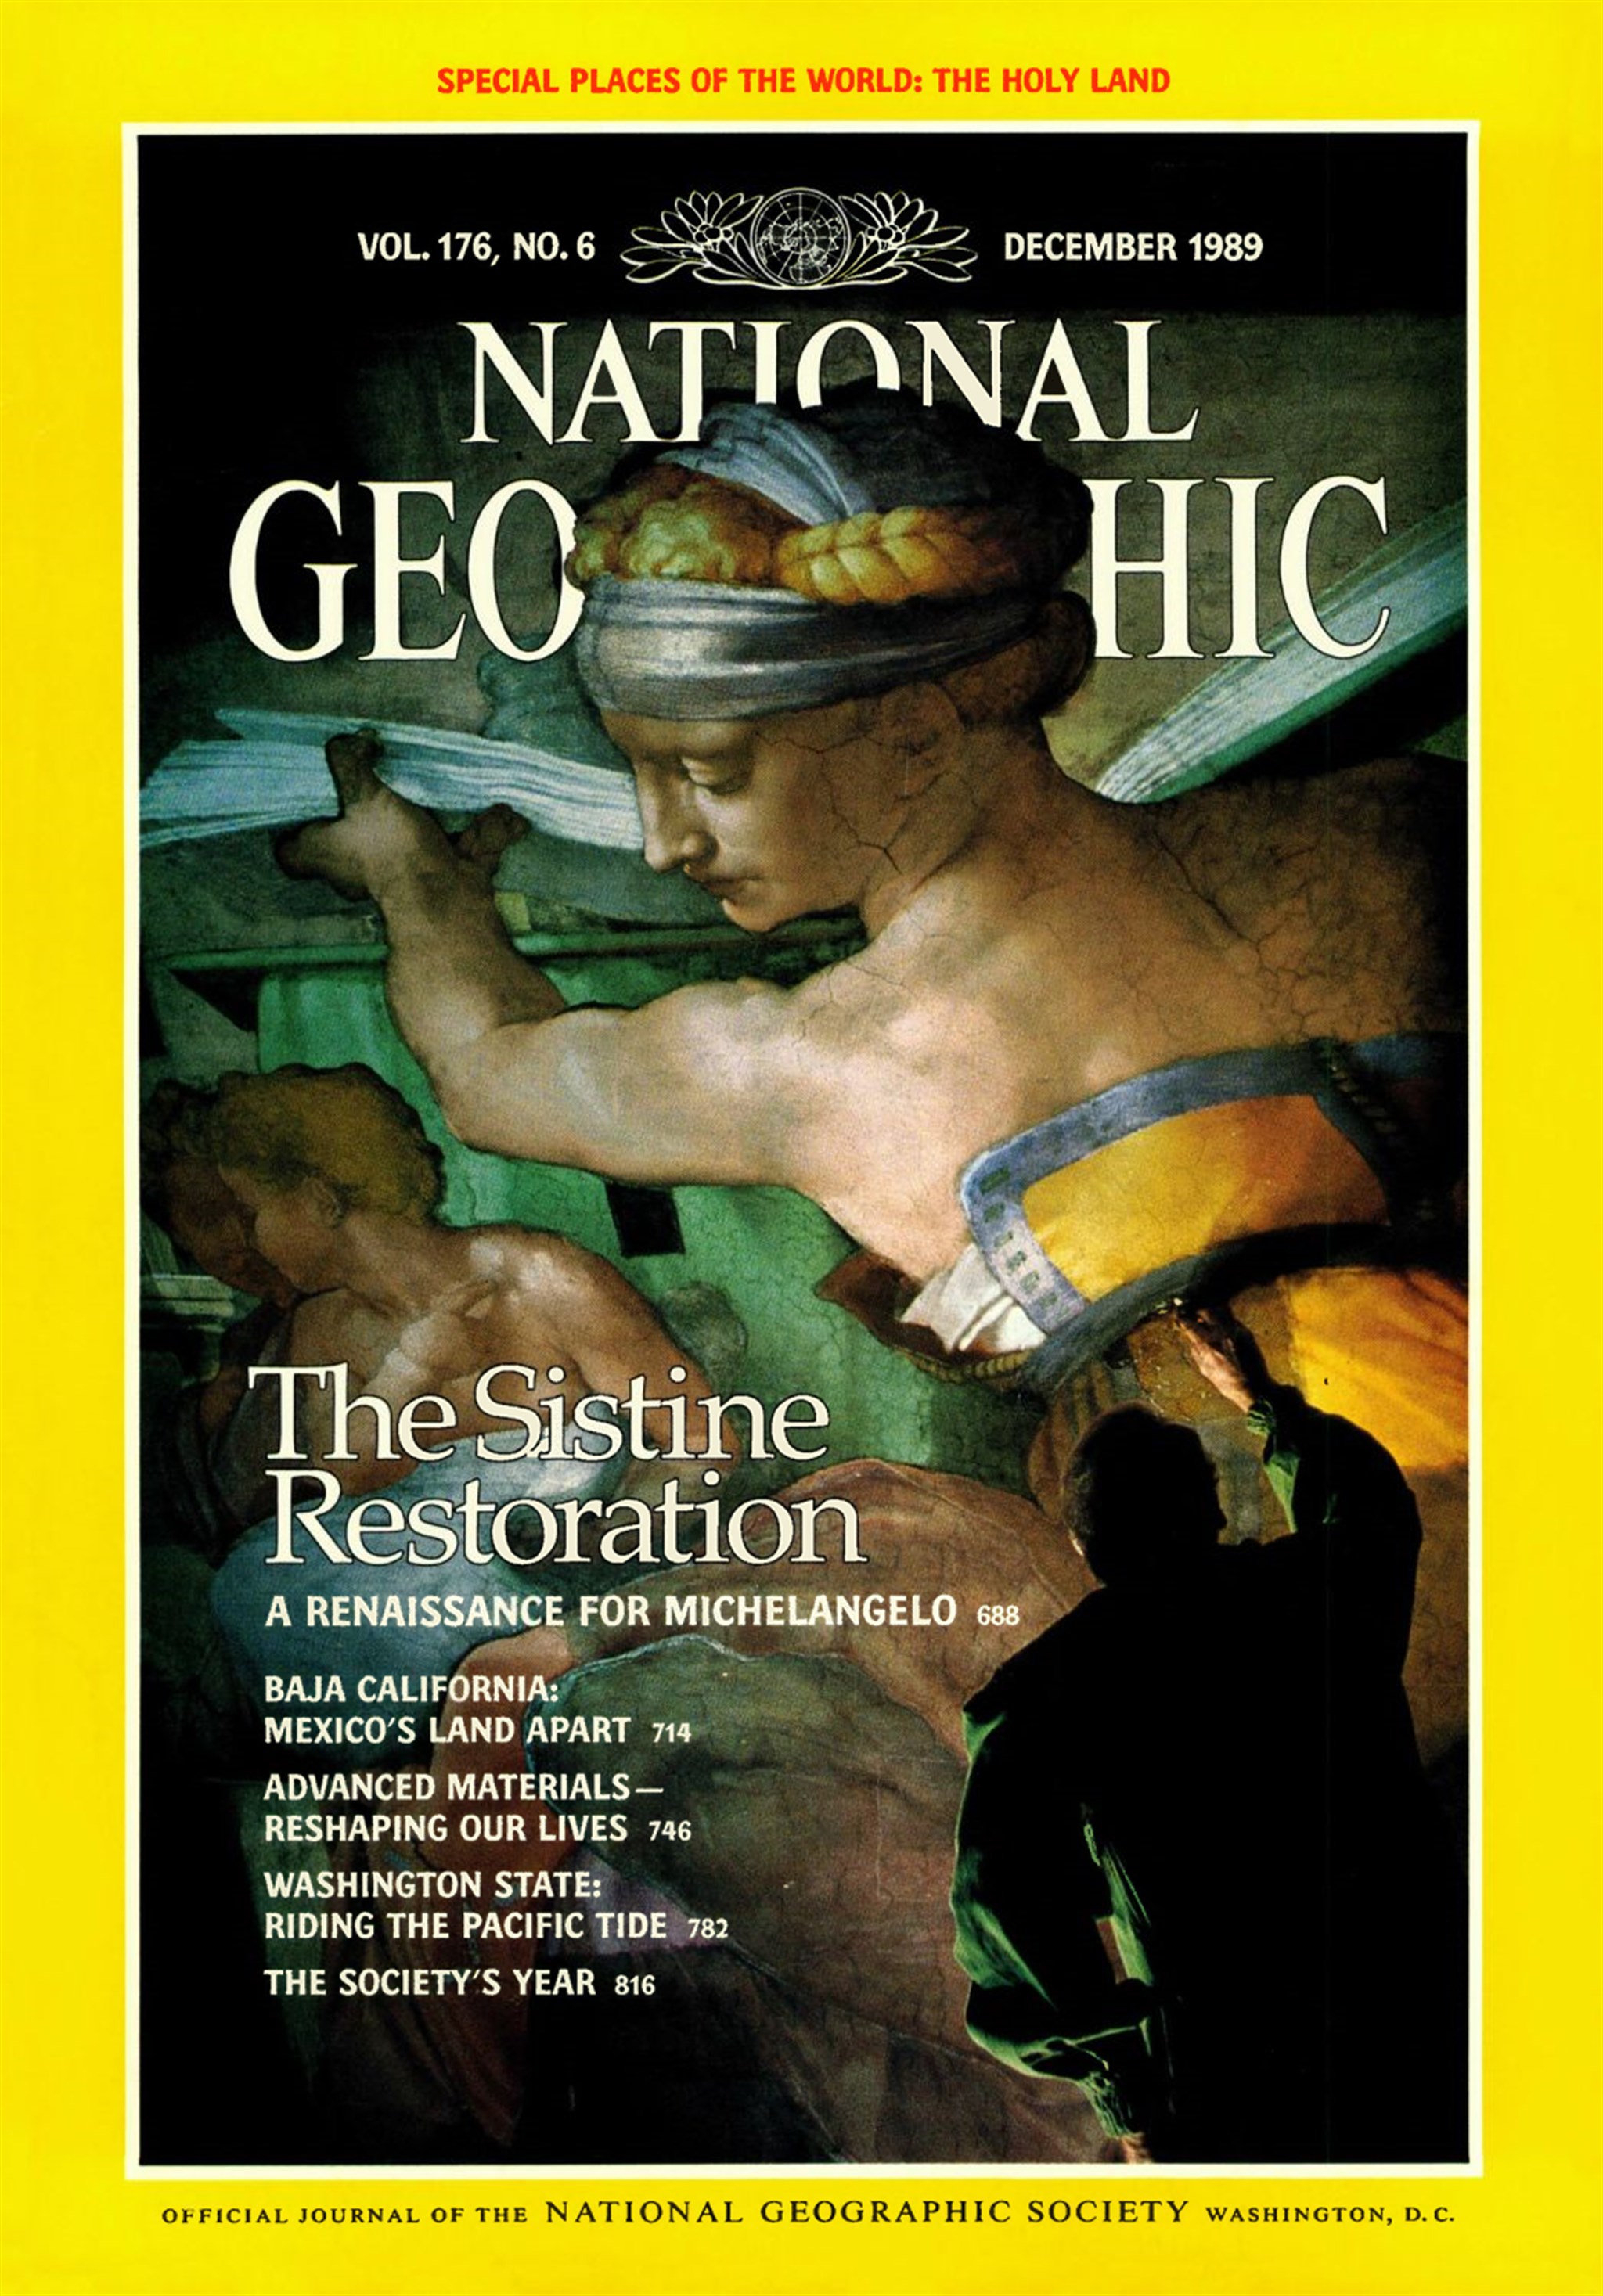 SPECIAL PLACES OF THE WORLD: THE HOLY LAND
VOL. 176, NO. 6
DECEMBER 1989
NATIONAL
GEOGRAPHIC
The Sistine
Restoration
A RENAISSANCE FOR MICHELANGELO 688
BAJA CALIFORNIA:
MEXICO'S LAND APART 714
ADVANCED MATERIALS—
RESHAPING OUR LIVES 746
WASHINGTON STATE:
RIDING THE PACIFIC TIDE 782
THE SOCIETY'S YEAR 816
OFFICIAL JOURNAL OF THE NATIONAL GEOGRAPHIC SOCIETY WASHINGTON, D.C.